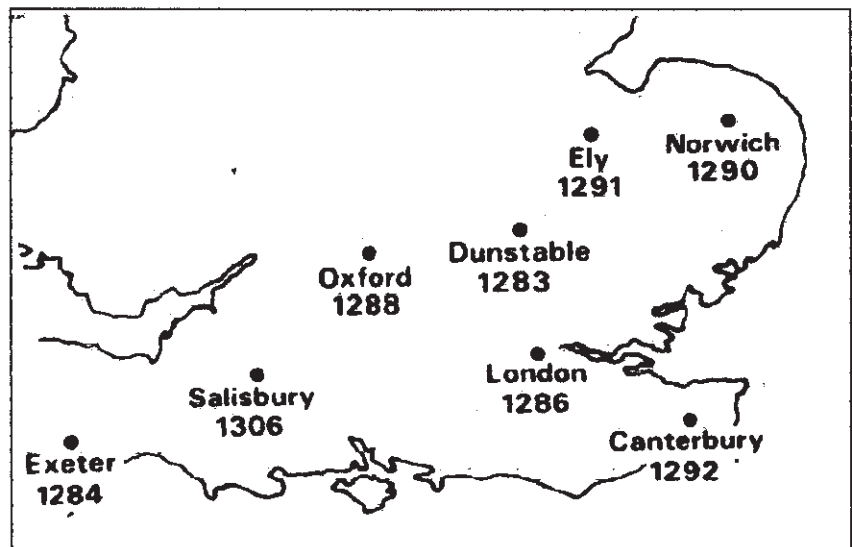 Norwich
1290
Ely
1291
Dunstable
1283
Oxford
1288
London
1286
Salisbury
1306
Canterbury
1292
Exeter
1284